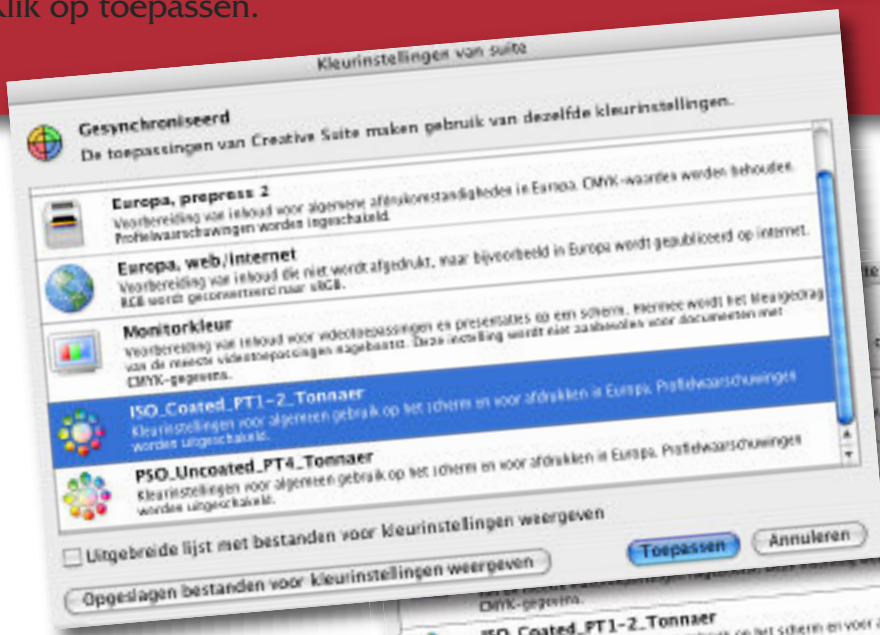 Klik op toepassen.
Kleurinstellingen van suite
Gesynchroniseerd
De toepassingen van Creative Suite maken gebruik van dezelfde kleurinstellingen.
Europa, prepress 2
Voorbereiding van inhoud voor algemene afdrukomstandigheden in Europa. CMYK-waarden worden behouden.
Profielwaarschuwingen worden ingeschakeld.
Europa, web/internet
Voorbereiding van inhoud die niet wordt afgedrukt, maar bijvoorbeeld in Europa wordt gepubliceerd op internet.
RGB wordt geconverteerd naar sRGB.
Monitorkleur
Voorbereiding van inhoud voor videotoepassingen en presentaties op een scherm. Hiermee wordt het kleurgedrag
van de meeste videotoepassingen nagebootst. Deze instelling wordt niet aanbevolen voor documenten met
CMYK-gegevens.
ISO_Coated_PT1-2_Tonnaer
Kleurinstellingen voor algemeen gebruik op het scherm en voor afdrukken in Europa. Profielwaarschuwingen
worden uitgeschakeld.
PSO_Uncoated_PT4_Tonnaer
Kleurinstellingen voor algemeen gebruik op het scherm en voor afdrukken in Europa. Profielwaarschuwingen
worden uitgeschakeld.
Uitgebreide lijst met bestanden voor kleurinstellingen weergeven
Toepassen
Annuleren
Opgeslagen bestanden voor kleurinstellingen weergeven
CMYK-gegevens.
ISO_Coated_PT1-2_Tonnaer
op het scherm en voor